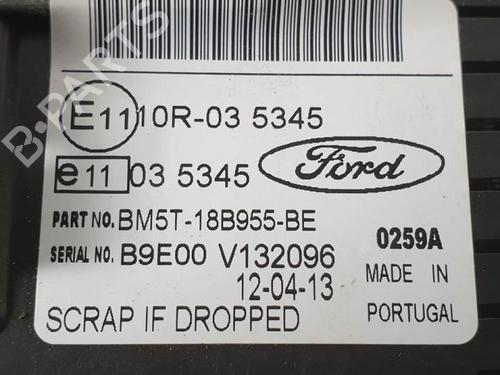 E11 10R-03 5345
e11 03 5345 Ford
PART NO. BM5T-18B955-BE
SERIAL NO. B9E00 V132096 0259A
12-04-13 MADE IN
SCRAP IF DROPPED PORTUGAL
B-PARTS